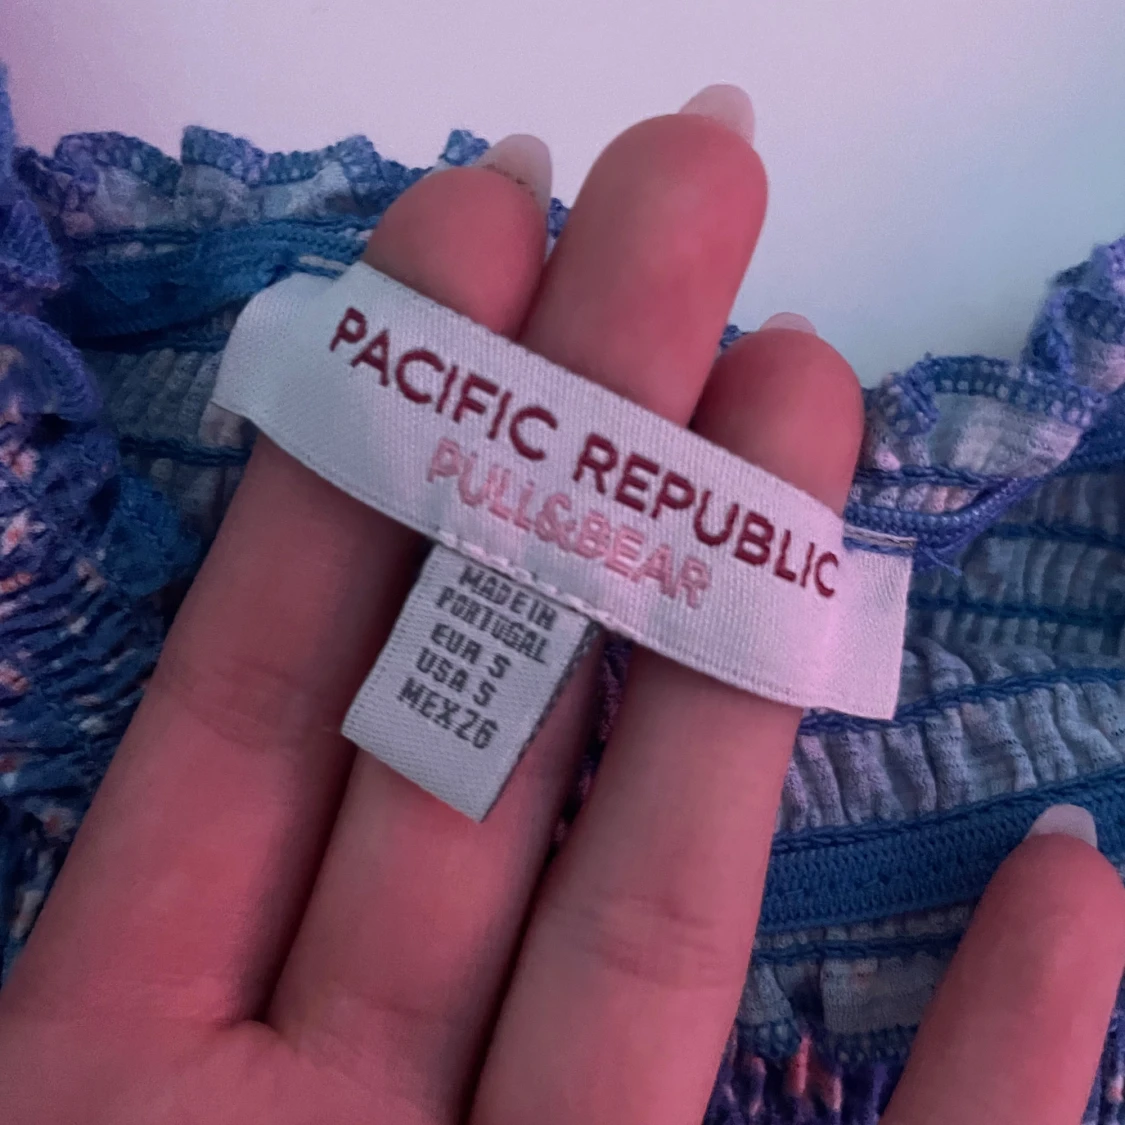 PACIFIC REPUBLIC
PULL&BEAR
MADE IN
PORTUGAL
EUR S
USA S
MEX 26